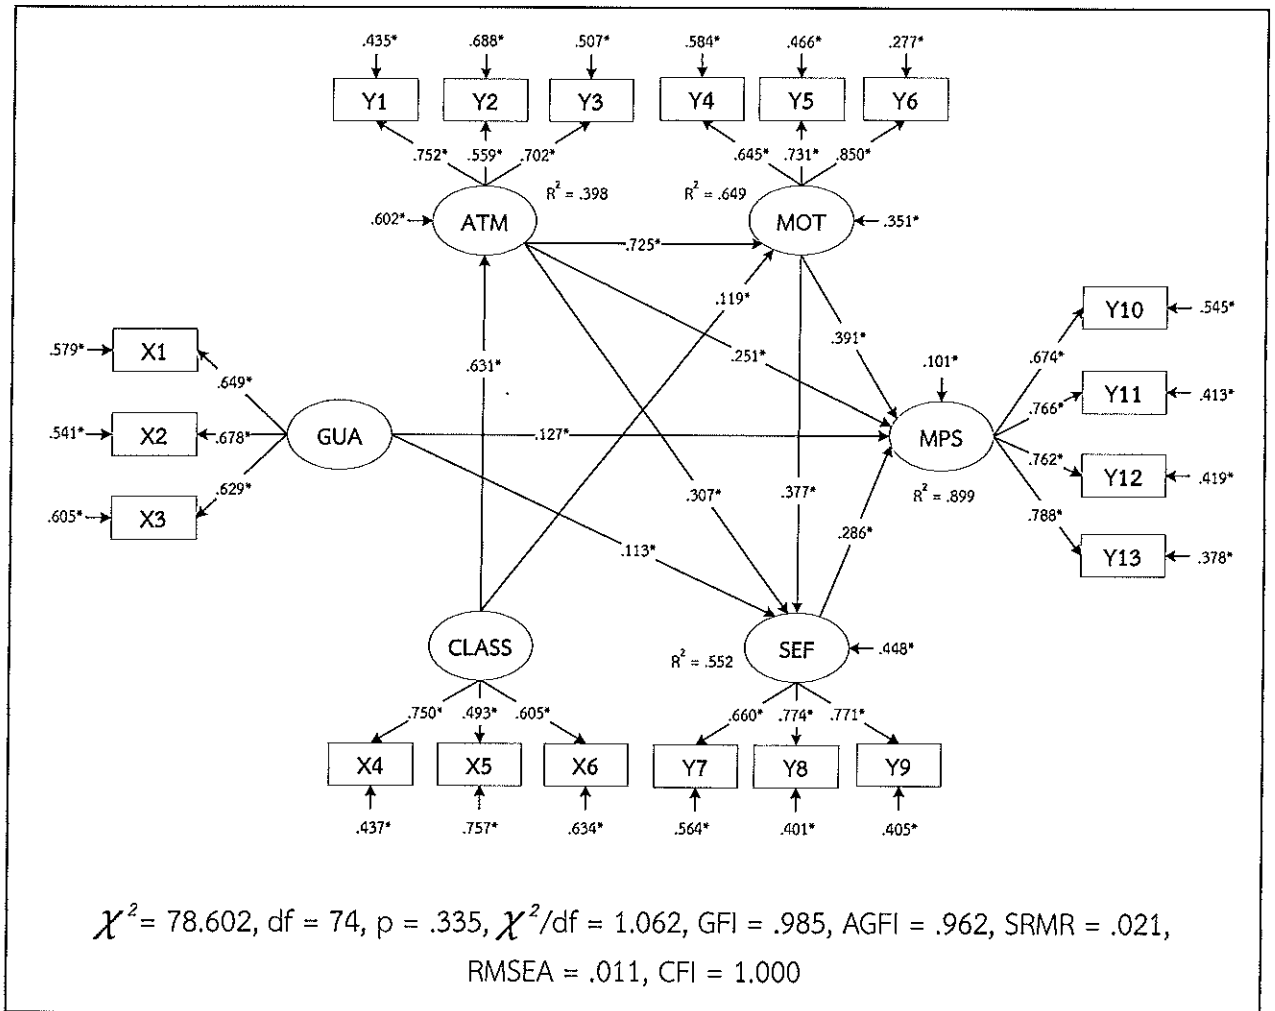 .435* .688* .507* .584* .466* .277*
Y1 Y2 Y3 Y4 Y5 Y6
.752* .559* .702* .645* .731* .850*
R² = .398 R² = .649
.602* ATM MOT .351*
.725*
.119*
Y10 .545*
.391*
.674*
.579* X1
.631* .251* .101*
.649*
Y11 .413*
.766*
.541* X2 .678* GUA .127* MPS
.762*
Y12 .419*
.629*
.307* .377* R² = .899
.605* X3
.788*
.286*
.113*
Y13 .378*
CLASS SEF .448*
R² = .552
.750* .493* .605* .660* .774* .771*
X4 X5 X6 Y7 Y8 Y9
.437* .757* .634* .564* .401* .405*
χ² = 78.602, df = 74, p = .335, χ²/df = 1.062, GFI = .985, AGFI = .962, SRMR = .021,
RMSEA = .011, CFI = 1.000